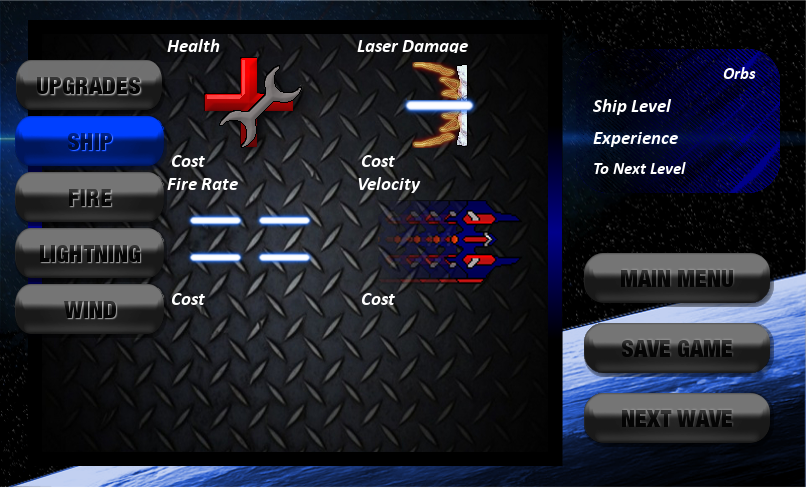 Health
Laser Damage
Orbs
UPGRADES
Ship Level
SHIP
Experience
Cost
Cost
To Next Level
Fire Rate
Velocity
FIRE
LIGHTNING
MAIN MENU
Cost
Cost
WIND
SAVE GAME
NEXT WAVE